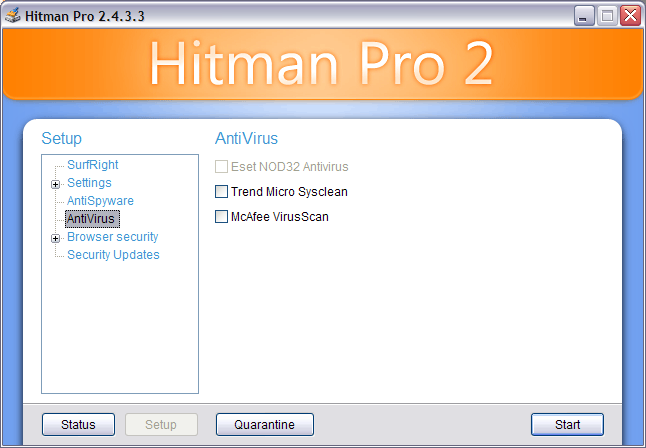 Hitman Pro 2.4.3.3
Hitman Pro 2
Setup
SurfRight
Settings
AntiSpyware
AntiVirus
Browser security
Security Updates
AntiVirus
Eset NOD32 Antivirus
Trend Micro Sysclean
McAfee VirusScan
Status
Setup
Quarantine
Start